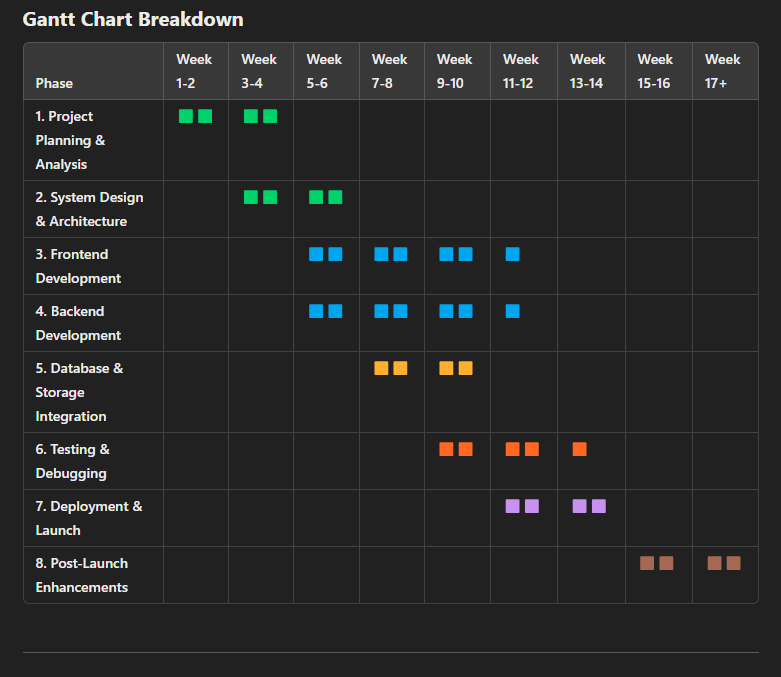 Gantt Chart Breakdown
Phase
Week
1-2
Week
3-4
Week
5-6
Week
7-8
Week
9-10
Week
11-12
Week
13-14
Week
15-16
Week
17+
1. Project
Planning &
Analysis
2. System Design
& Architecture
3. Frontend
Development
4. Backend
Development
5. Database &
Storage
Integration
6. Testing &
Debugging
7. Deployment &
Launch
8. Post-Launch
Enhancements